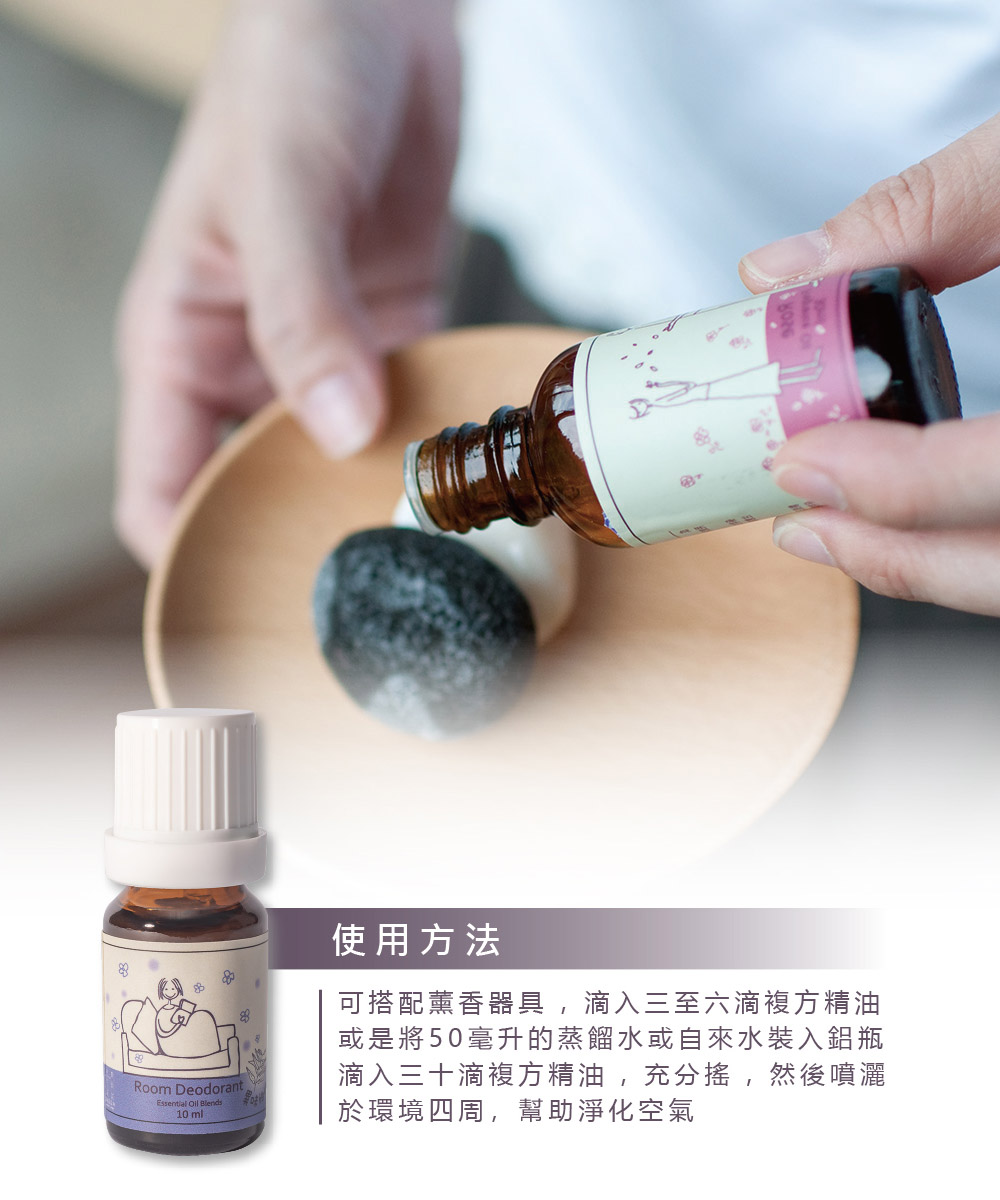 使用方法
可搭配薰香器具，滴入三至六滴複方精油
或是將50毫升的蒸餾水或自來水裝入鋁瓶
滴入三十滴複方精油，充分搖，然後噴灑
於環境四周，幫助淨化空氣
Room Deodorant
Essential Oil Blends
10 ml